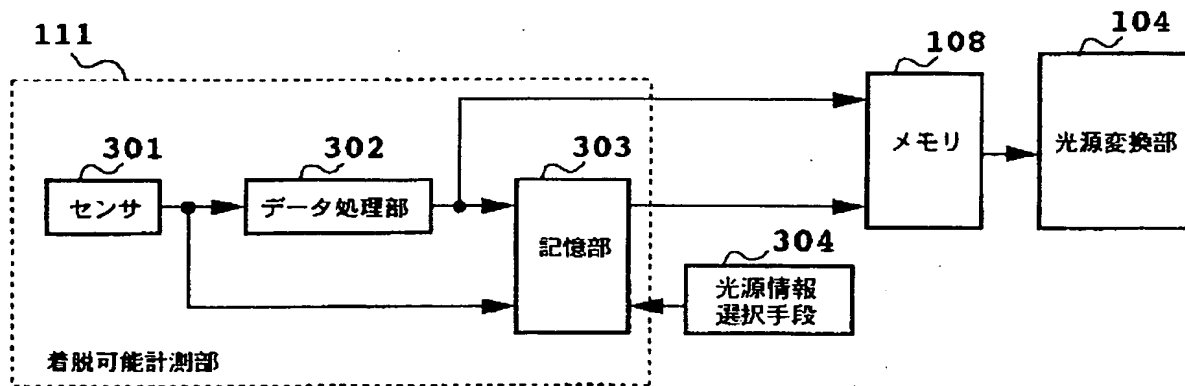 111
104
108
301
302
303
メモリ
光源変換部
センサ
データ処理部
記憶部
304
光源情報
選択手段
着脱可能計測部